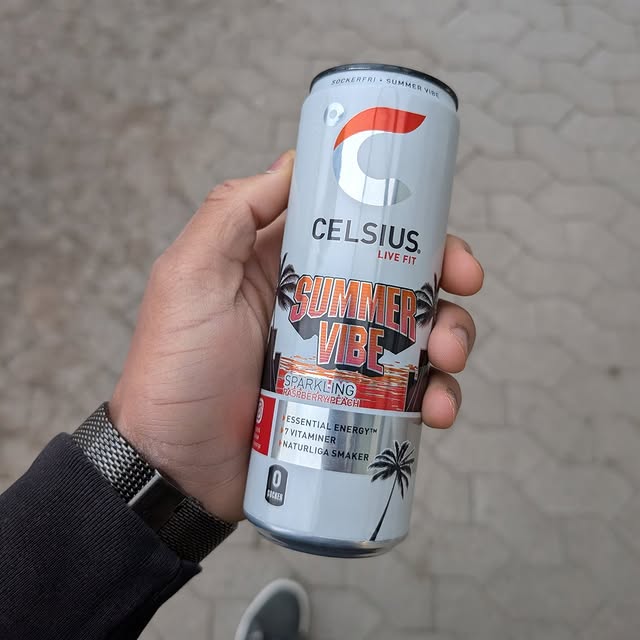 SOCKERFRI • SUMMER VIBE
CELSIUS
LIVE FIT
SUMMER
VIBE
SPARKLING
RASPBERRY PEACH
ESSENTIAL ENERGY™
7 VITAMINER
NATURLIGA SMAKER
0
SOCKER